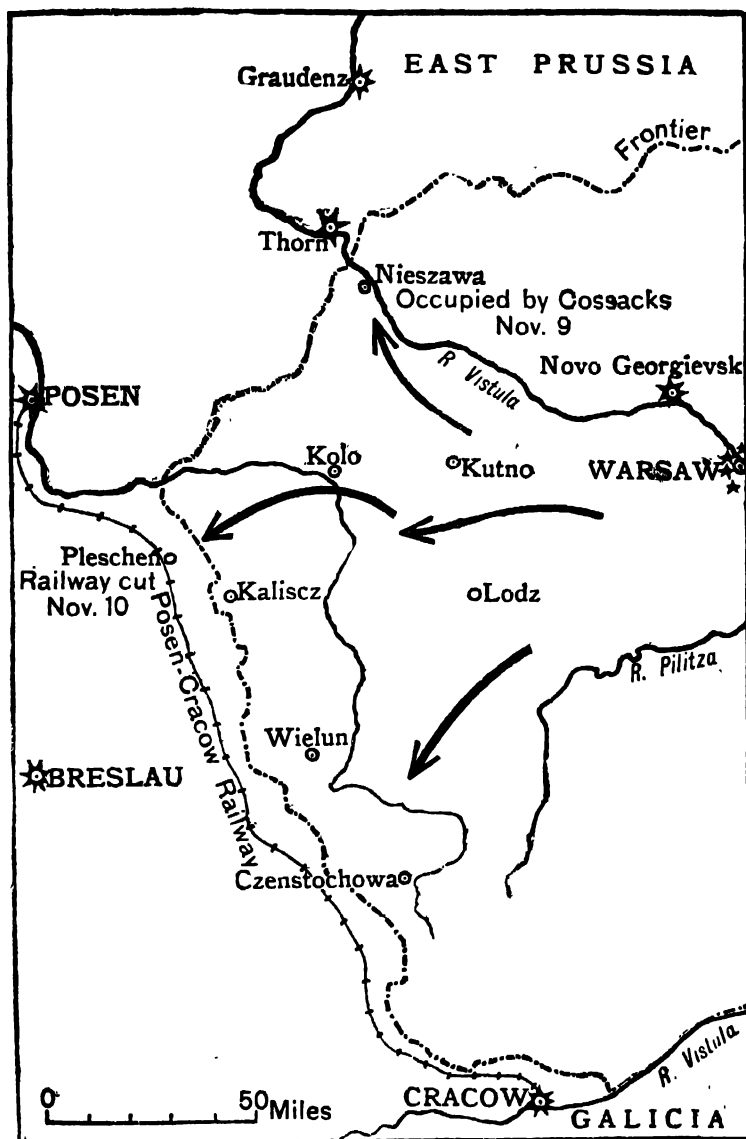 Graudenz
EAST PRUSSIA
Frontier
Thorn
Nieszawa
Occupied by Cossacks
Nov. 9
R Vistula
Novo Georgievsk
POSEN
Kolo
Kutno
WARSAW
Pleschen
Railway cut
Nov. 10
Kaliscz
Lodz
Posen-Cracow Railway
R. Pilitza
Wielun
BRESLAU
Czenstochowa
0 50 Miles
CRACOW
R. Vistula
GALICIA